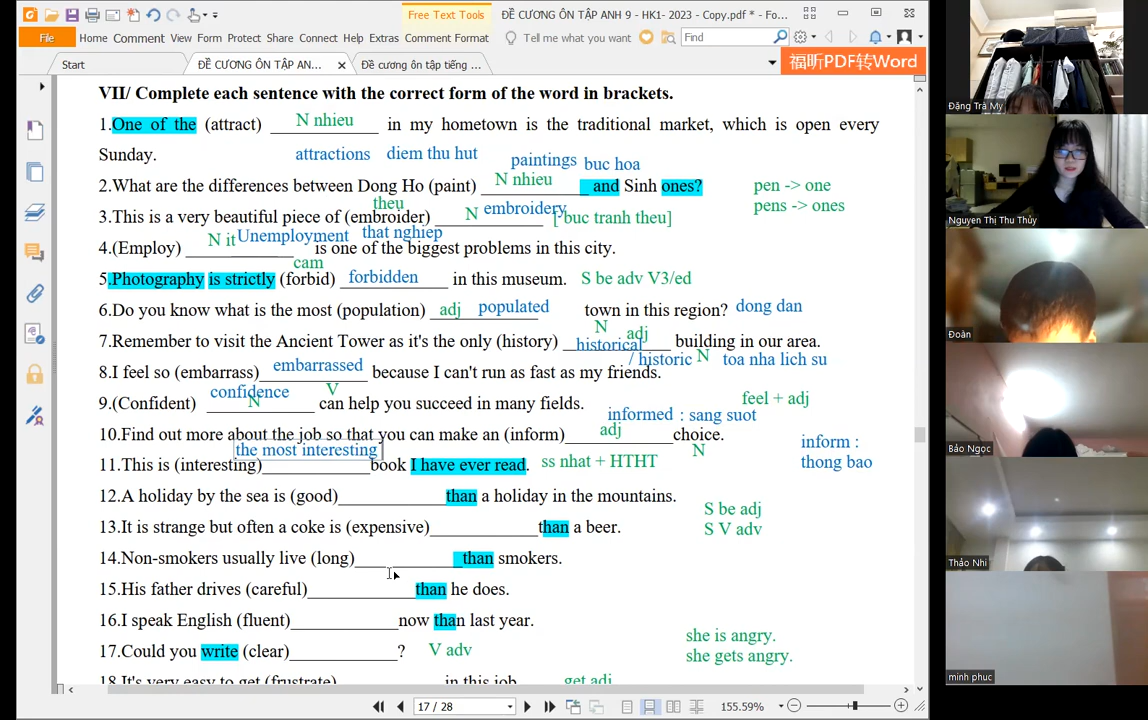 Free Text Tools
ĐỀ CƯƠNG ÔN TẬP ANH 9 - HK1- 2023 - Copy.pdf * - Fo...
File Home Comment View Form Protect Share Connect Help Extras Comment Format Tell me what you want... Find
Start ĐỀ CƯƠNG ÔN TẬP AN... Đề cương ôn tập tiếng ...
福昕PDF转Word
VII/ Complete each sentence with the correct form of the word in brackets.
1.One of the (attract) N nhieu in my hometown is the traditional market, which is open every
Sunday. attractions diem thu hut
paintings buc hoa
2.What are the differences between Dong Ho (paint) N nhieu and Sinh ones? pen -> one
pens -> ones
theu
3.This is a very beautiful piece of (embroider) N embroidery [ buc tranh theu]
4.(Employ) N it Unemployment that nghiep is one of the biggest problems in this city.
cam
5.Photography is strictly (forbid) forbidden in this museum. S be adv V3/ed
6.Do you know what is the most (population) adj populated town in this region? dong dan
N adj
7.Remember to visit the Ancient Tower as it's the only (history) historical building in our area.
/ historic N toa nha lich su
8.I feel so (embarrass) embarrassed because I can't run as fast as my friends.
confidence V
9.(Confident) N can help you succeed in many fields. feel + adj
informed : sang suot
10.Find out more about the job so that you can make an (inform) adj choice.
N inform :
thong bao
the most interesting
11.This is (interesting) book I have ever read. ss nhat + HTHT
12.A holiday by the sea is (good) than a holiday in the mountains.
S be adj
S V adv
13.It is strange but often a coke is (expensive) than a beer.
14.Non-smokers usually live (long) than smokers.
15.His father drives (careful) than he does.
16.I speak English (fluent) now than last year.
she is angry.
she gets angry.
17.Could you write (clear) ? V adv
18.It's very easy to get (frustrate) in this job. get adj
17 / 28
155.59%
Đặng Trà My
Nguyen Thị Thu Thủy
Đoàn
Bảo Ngọc
Thảo Nhi
minh phuc